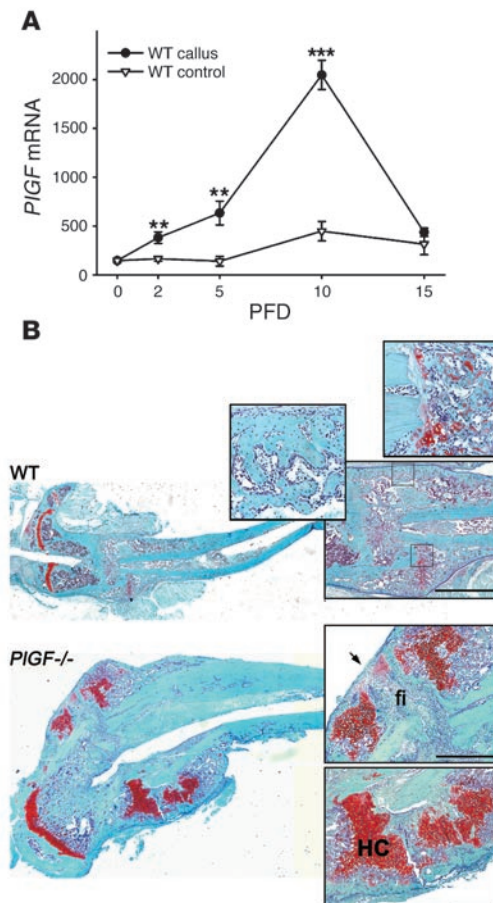 A
WT callus
WT control
PlGF mRNA
2000
1500
1000
500
0
**
**
***
0 2 5 10 15
PFD
B
WT
PlGF-/-
fi
HC